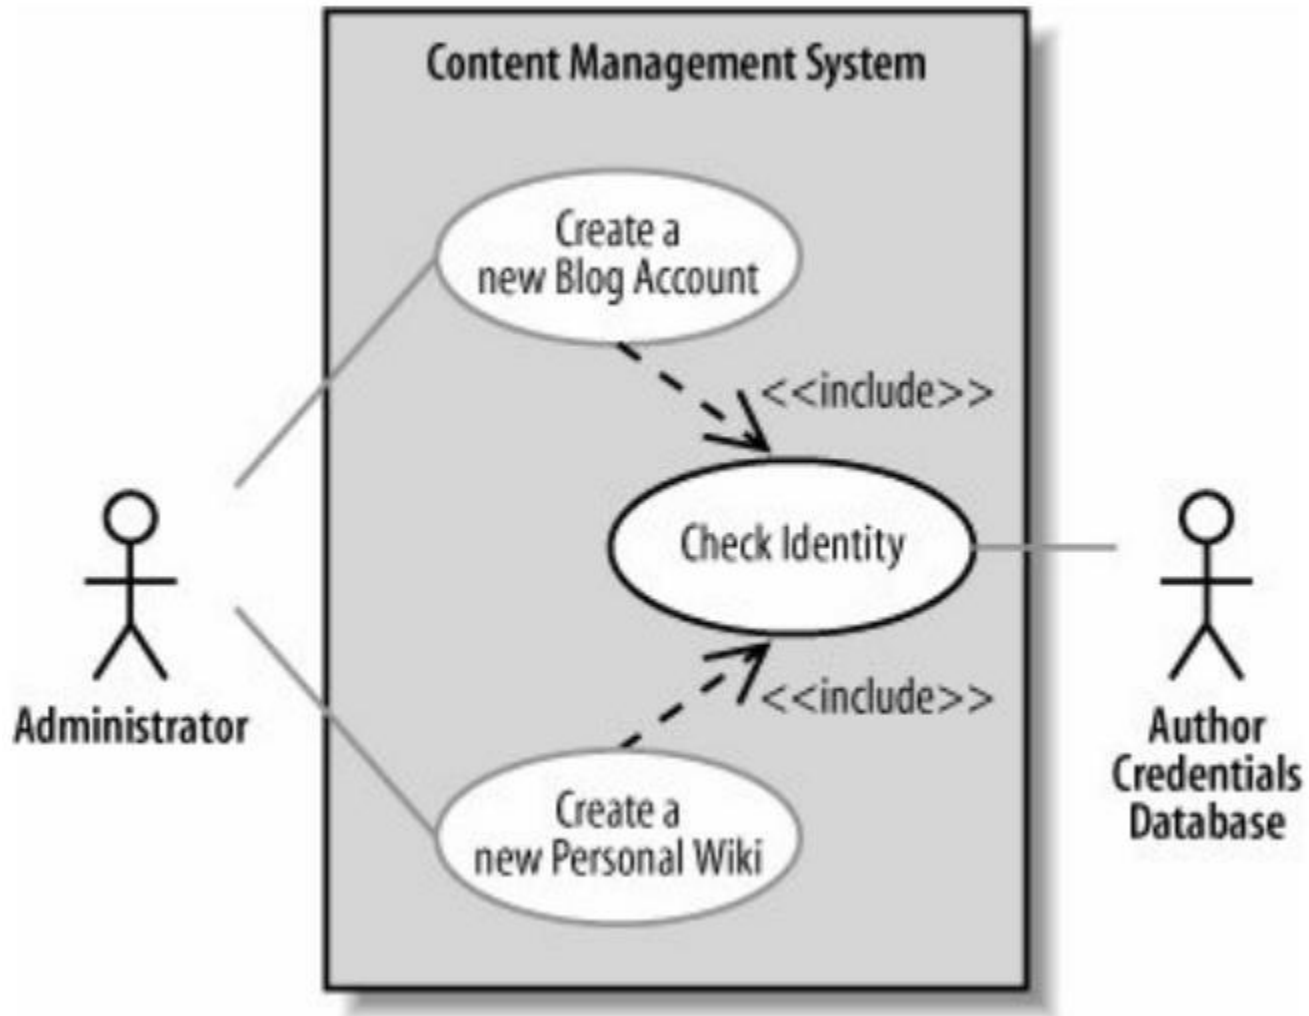 Content Management System
Create a
new Blog Account
<<include>>
Check Identity
<<include>>
Administrator
Author
Credentials
Database
Create a
new Personal Wiki